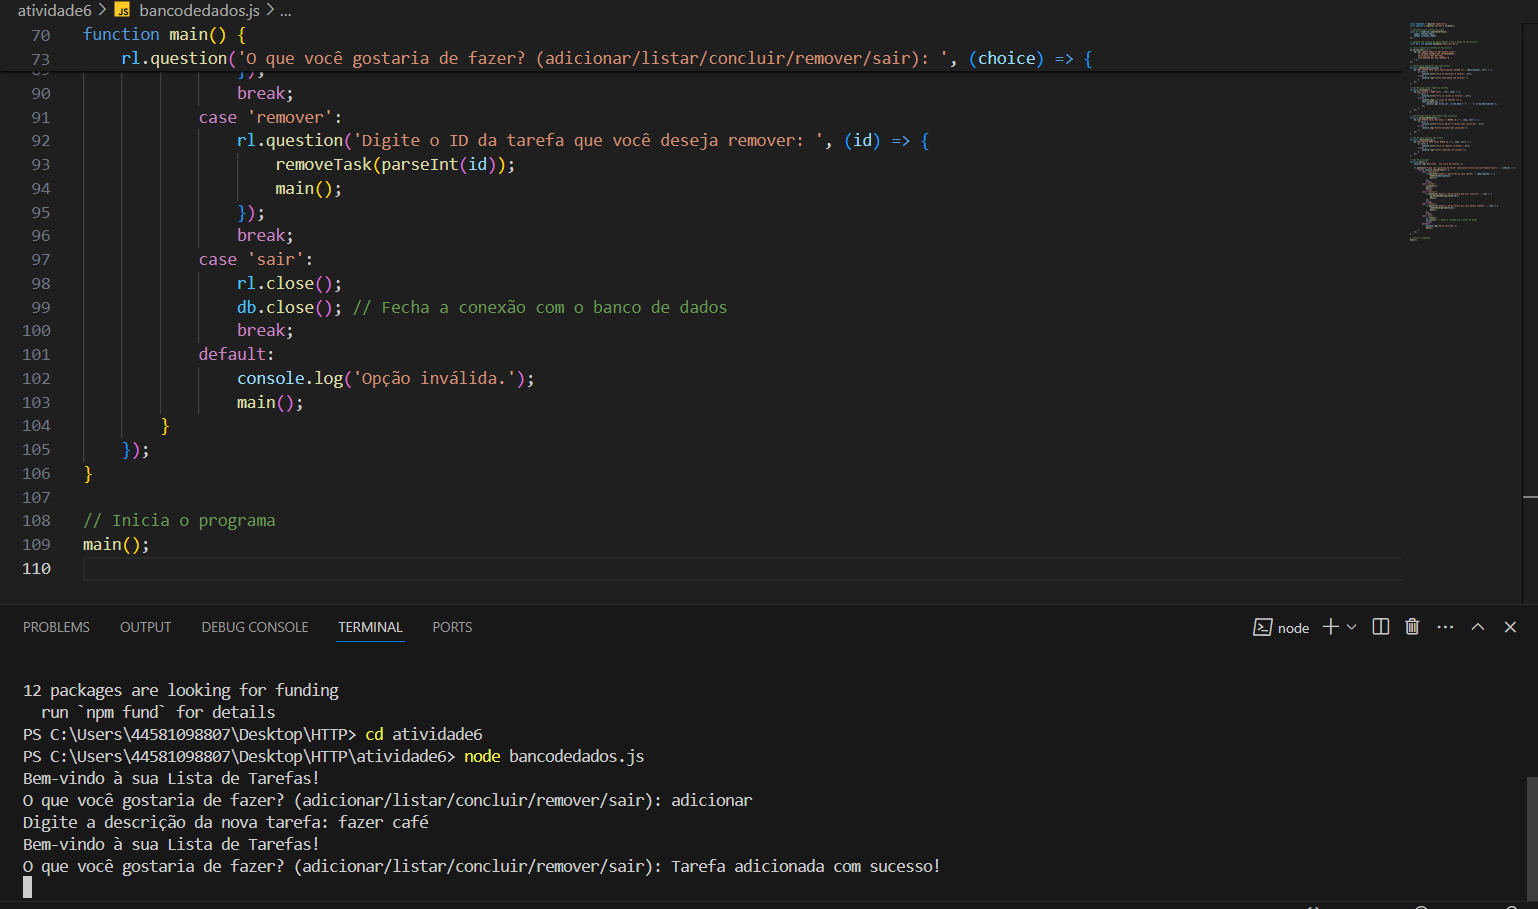 atividade6 > JS bancodedados.js > ...
70 function main() {
73 rl.question('O que você gostaria de fazer? (adicionar/listar/concluir/remover/sair): ', (choice) => {
89 });
90 break;
91 case 'remover':
92 rl.question('Digite o ID da tarefa que você deseja remover: ', (id) => {
93 removeTask(parseInt(id));
94 main();
95 });
96 break;
97 case 'sair':
98 rl.close();
99 db.close(); // Fecha a conexão com o banco de dados
100 break;
101 default:
102 console.log('Opção inválida.');
103 main();
104 }
105 });
106 }
107
108 // Inicia o programa
109 main();
110
PROBLEMS OUTPUT DEBUG CONSOLE TERMINAL PORTS node
12 packages are looking for funding
run `npm fund` for details
PS C:\Users\44581098807\Desktop\HTTP> cd atividade6
PS C:\Users\44581098807\Desktop\HTTP\atividade6> node bancodedados.js
Bem-vindo à sua Lista de Tarefas!
O que você gostaria de fazer? (adicionar/listar/concluir/remover/sair): adicionar
Digite a descrição da nova tarefa: fazer café
Bem-vindo à sua Lista de Tarefas!
O que você gostaria de fazer? (adicionar/listar/concluir/remover/sair): Tarefa adicionada com sucesso!